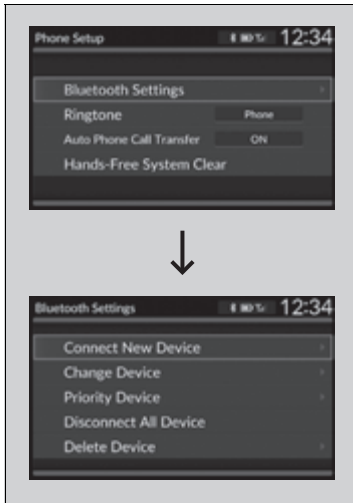 Phone Setup 12:34
Bluetooth Settings
Ringtone Phone
Auto Phone Call Transfer ON
Hands-Free System Clear
Bluetooth Settings 12:34
Connect New Device
Change Device
Priority Device
Disconnect All Device
Delete Device